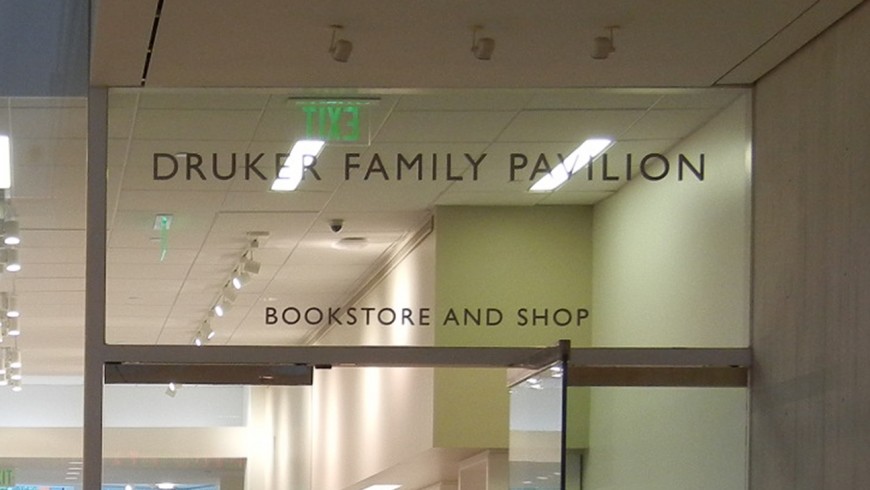 EXIT
DRUKER FAMILY PAVILION
BOOKSTORE AND SHOP